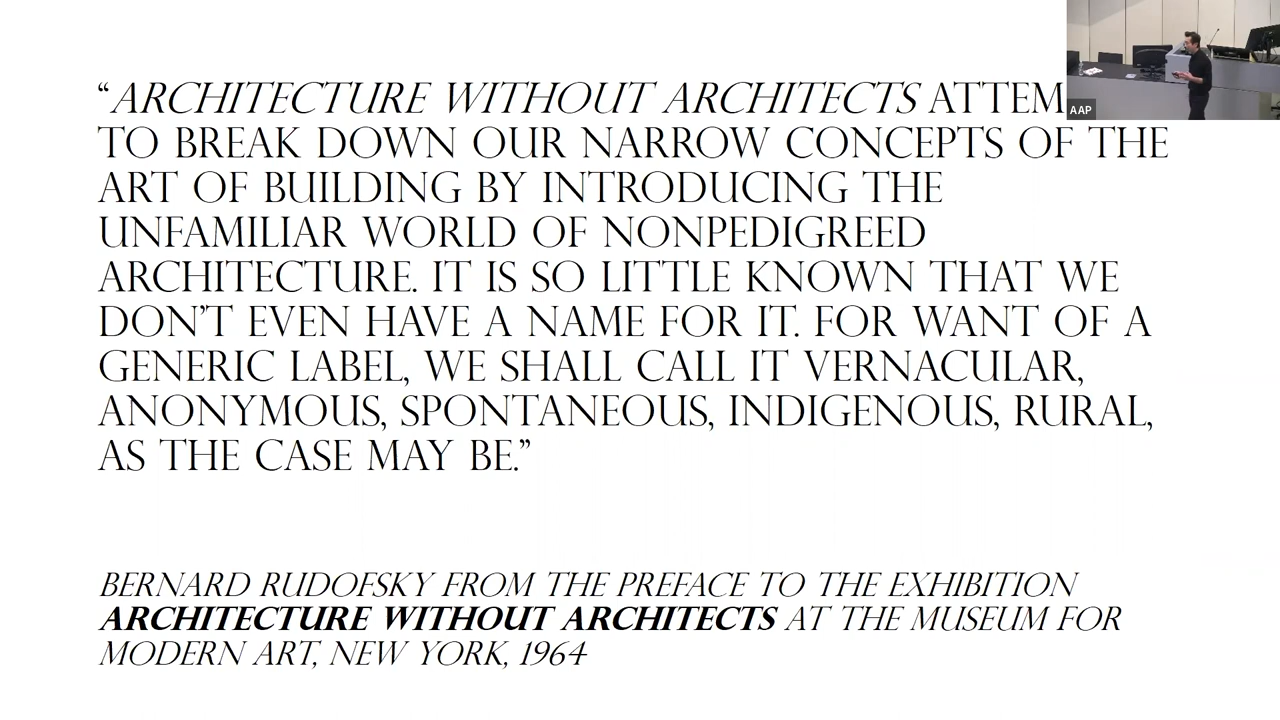 “ARCHITECTURE WITHOUT ARCHITECTS
TO BREAK DOWN OUR NARROW CONCEPTS OF THE
ART OF BUILDING BY INTRODUCING THE
UNFAMILIAR WORLD OF NONPEDIGREED
ARCHITECTURE. IT IS SO LITTLE KNOWN THAT WE
DON’T EVEN HAVE A NAME FOR IT. FOR WANT OF A
GENERIC LABEL, WE SHALL CALL IT VERNACULAR,
ANONYMOUS, SPONTANEOUS, INDIGENOUS, RURAL,
AS THE CASE MAY BE.”
BERNARD RUDOFSKY FROM THE PREFACE TO THE EXHIBITION
ARCHITECTURE WITHOUT ARCHITECTS AT THE MUSEUM FOR
MODERN ART, NEW YORK, 1964
AAP